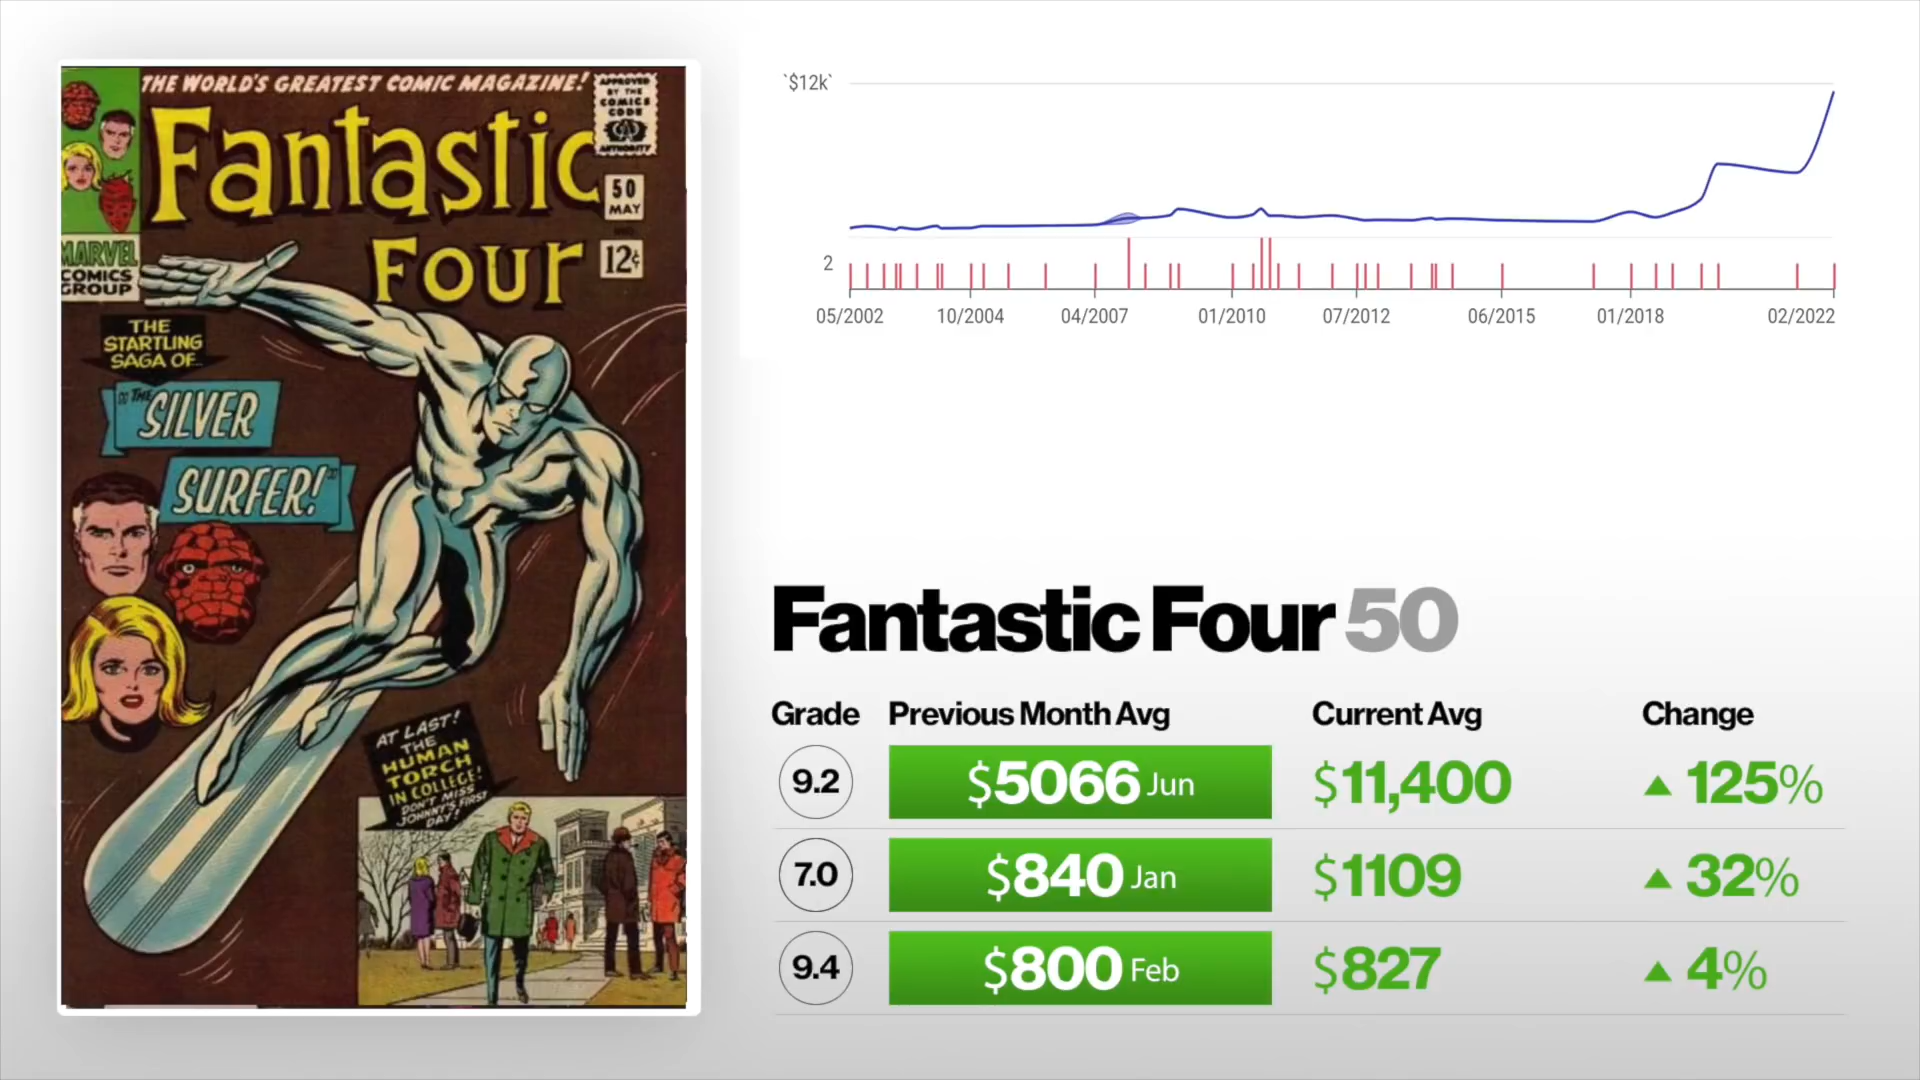 THE WORLD'S GREATEST COMIC MAGAZINE!
APPROVED
BY THE
COMICS
CODE
AUTHORITY
Fantastic
Four
50
MAY
12¢
MARVEL
COMICS
GROUP
THE
STARTLING
SAGA OF...
"THE
SILVER
SURFER!"
AT LAST!
THE
HUMAN
TORCH
IN COLLEGE!
DON'T MISS
JOHNNY'S FIRST
DAY!
`$12k`
2
05/2002 10/2004 04/2007 01/2010 07/2012 06/2015 01/2018 02/2022
Fantastic Four 50
Grade Previous Month Avg Current Avg Change
9.2 $5066 Jun $11,400 ▲ 125%
7.0 $840 Jan $1109 ▲ 32%
9.4 $800 Feb $827 ▲ 4%